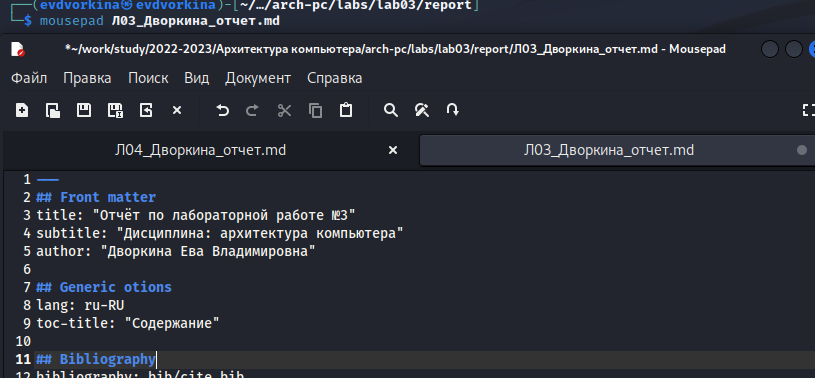 ┌──(evdvorkina㉿evdvorkina)-[~/…/arch-pc/labs/lab03/report]
└─$ mousepad Л03_Дворкина_отчет.md
*~/work/study/2022-2023/Архитектура компьютера/arch-pc/labs/lab03/report/Л03_Дворкина_отчет.md - Mousepad
Файл Правка Поиск Вид Документ Справка
Л04_Дворкина_отчет.md × Л03_Дворкина_отчет.md
1 ---
2 ## Front matter
3 title: "Отчёт по лабораторной работе №3"
4 subtitle: "Дисциплина: архитектура компьютера"
5 author: "Дворкина Ева Владимировна"
6
7 ## Generic otions
8 lang: ru-RU
9 toc-title: "Содержание"
10
11 ## Bibliography
12 bibliography: bib/cite.bib